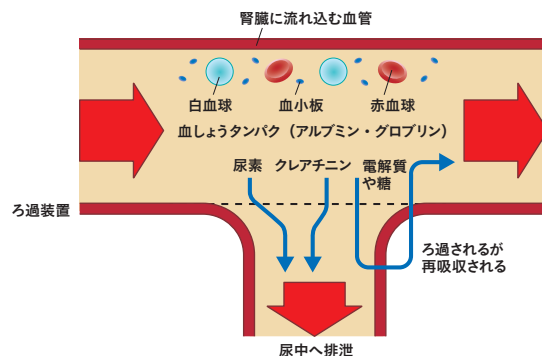 腎臓に流れ込む血管
白血球
血小板
赤血球
血しょうタンパク（アルブミン・グロブリン）
尿素
クレアチニン
電解質
や糖
ろ過装置
ろ過されるが
再吸収される
尿中へ排泄